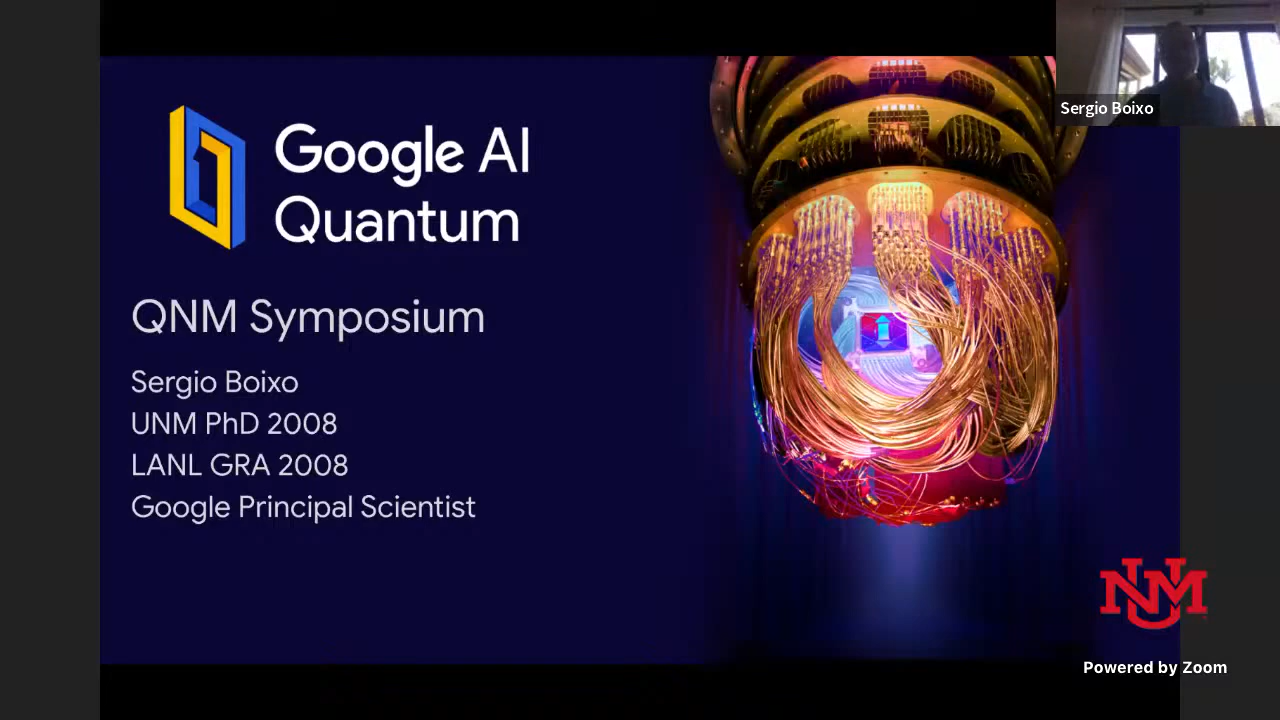 Google AI
Quantum
QNM Symposium
Sergio Boixo
UNM PhD 2008
LANL GRA 2008
Google Principal Scientist
Sergio Boixo
UNM
Powered by Zoom